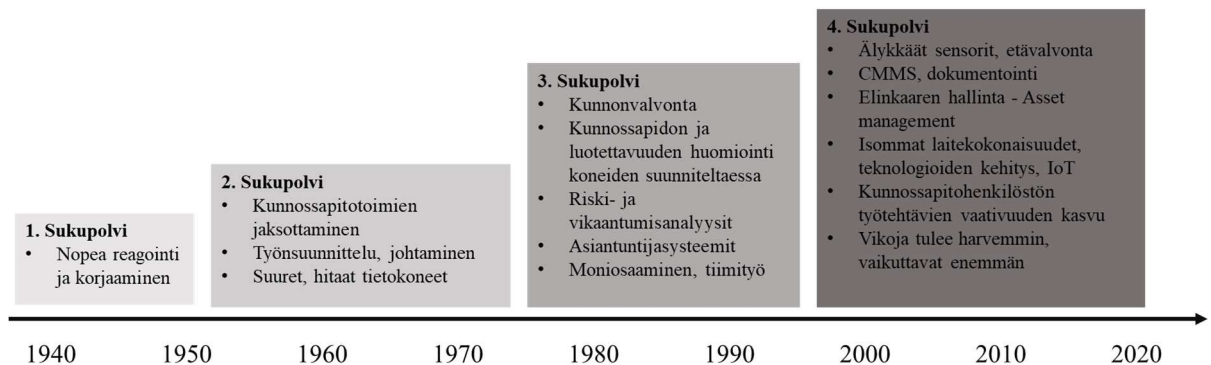 1. Sukupolvi
• Nopea reagointi
ja korjaaminen
2. Sukupolvi
• Kunnossapitotoimien
jaksottaminen
• Työnsuunnittelu, johtaminen
• Suuret, hitaat tietokoneet
3. Sukupolvi
• Kunnonvalvonta
• Kunnossapidon ja
luotettavuuden huomiointi
koneiden suunniteltaessa
• Riski- ja
vikaantumisanalyysit
• Asiantuntijasysteemit
• Moniosaaminen, tiimityö
4. Sukupolvi
• Älykkäät sensorit, etävalvonta
• CMMS, dokumentointi
• Elinkaaren hallinta - Asset
management
• Isommat laitekokonaisuudet,
teknologioiden kehitys, IoT
• Kunnossapitohenkilöstön
työtehtävien vaativuuden kasvu
• Vikoja tulee harvemmin,
vaikuttavat enemmän
1940 1950 1960 1970 1980 1990 2000 2010 2020